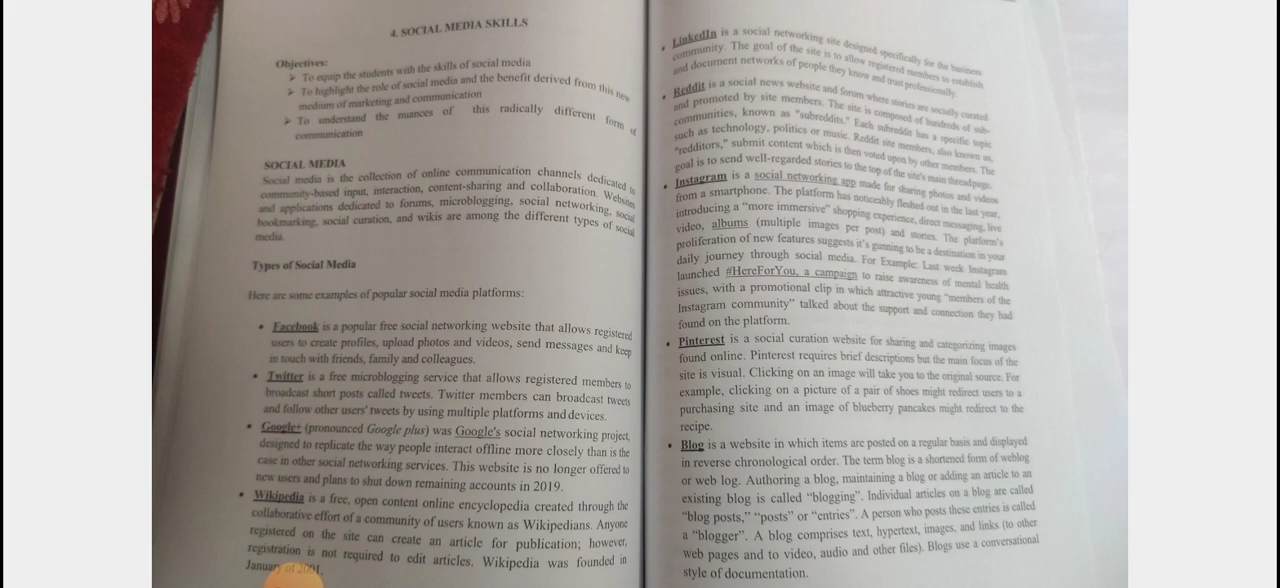 4. SOCIAL MEDIA SKILLS
Objectives:
➢ To equip the students with the skills of social media
➢ To highlight the role of social media and the benefit derived from this new
medium of marketing and communication
➢ To understand the nuances of this radically different form of
communication
SOCIAL MEDIA
Social media is the collection of online communication channels dedicated to
community-based input, interaction, content-sharing and collaboration. Websites
and applications dedicated to forums, microblogging, social networking, social
bookmarking, social curation, and wikis are among the different types of social
media.
Types of Social Media
Here are some examples of popular social media platforms:
• Facebook is a popular free social networking website that allows registered
users to create profiles, upload photos and videos, send messages and keep
in touch with friends, family and colleagues.
• Twitter is a free microblogging service that allows registered members to
broadcast short posts called tweets. Twitter members can broadcast tweets
and follow other users' tweets by using multiple platforms and devices.
• Google+ (pronounced Google plus) was Google's social networking project,
designed to replicate the way people interact offline more closely than is the
case in other social networking services. This website is no longer offered to
new users and plans to shut down remaining accounts in 2019.
• Wikipedia is a free, open content online encyclopedia created through the
collaborative effort of a community of users known as Wikipedians. Anyone
registered on the site can create an article for publication; however,
registration is not required to edit articles. Wikipedia was founded in
January of 2001.
• LinkedIn is a social networking site designed specifically for the business
community. The goal of the site is to allow registered members to establish
and document networks of people they know and trust professionally.
• Reddit is a social news website and forum where stories are socially curated
and promoted by site members. The site is composed of hundreds of sub-
communities, known as "subreddits." Each subreddit has a specific topic
such as technology, politics or music. Reddit site members, also known as,
"redditors," submit content which is then voted upon by other members. The
goal is to send well-regarded stories to the top of the site's main thread page.
• Instagram is a social networking app made for sharing photos and videos
from a smartphone. The platform has noticeably fleshed out in the last year,
introducing a “more immersive” shopping experience, direct messaging, live
video, albums (multiple images per post) and stories. The platform's
proliferation of new features suggests it's gunning to be a destination in your
daily journey through social media. For Example: Last week Instagram
launched #HereForYou, a campaign to raise awareness of mental health
issues, with a promotional clip in which attractive young “members of the
Instagram community” talked about the support and connection they had
found on the platform.
• Pinterest is a social curation website for sharing and categorizing images
found online. Pinterest requires brief descriptions but the main focus of the
site is visual. Clicking on an image will take you to the original source. For
example, clicking on a picture of a pair of shoes might redirect users to a
purchasing site and an image of blueberry pancakes might redirect to the
recipe.
• Blog is a website in which items are posted on a regular basis and displayed
in reverse chronological order. The term blog is a shortened form of weblog
or web log. Authoring a blog, maintaining a blog or adding an article to an
existing blog is called “blogging”. Individual articles on a blog are called
“blog posts,” “posts” or “entries”. A person who posts these entries is called
a “blogger”. A blog comprises text, hypertext, images, and links (to other
web pages and to video, audio and other files). Blogs use a conversational
style of documentation.